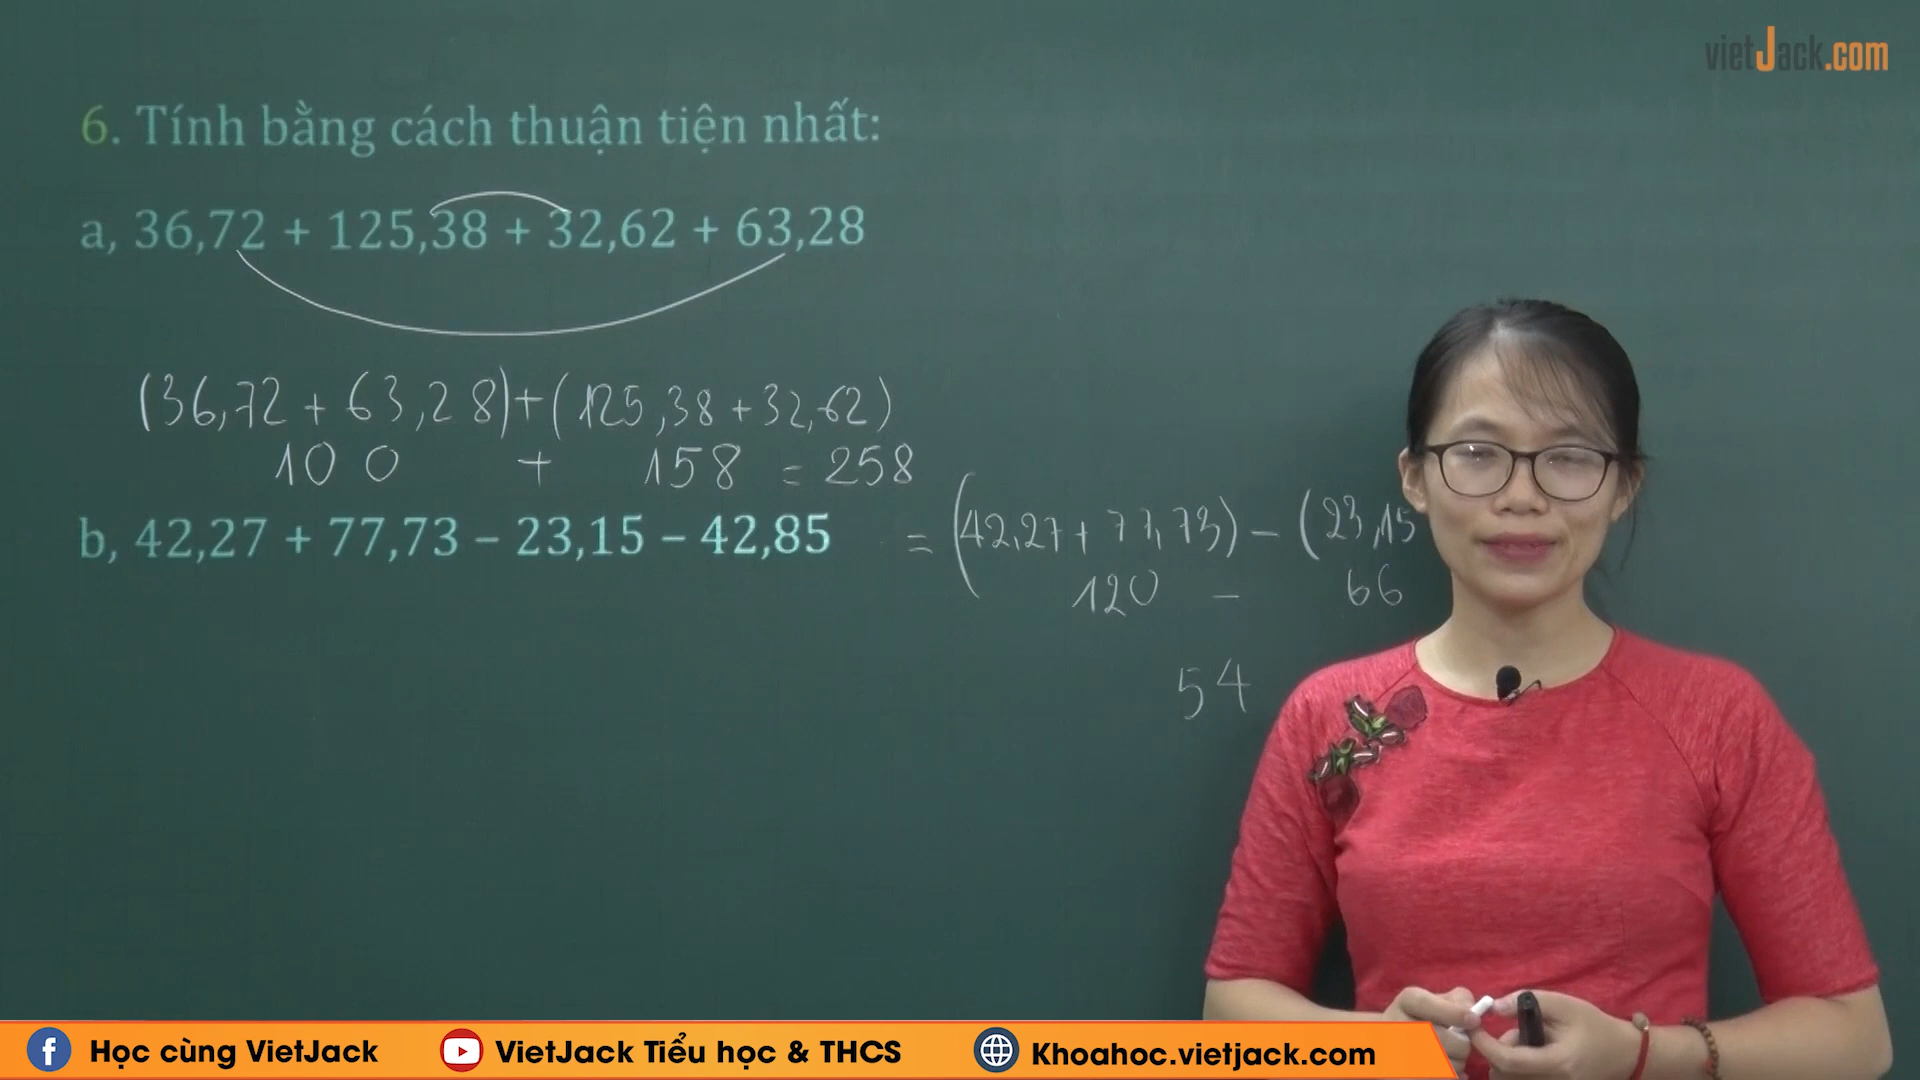 vietJack.com
6. Tính bằng cách thuận tiện nhất:
a, 36,72 + 125,38 + 32,62 + 63,28
(36,72 + 63,28) + (125,38 + 32,62)
100 + 158 = 258
b, 42,27 + 77,73 – 23,15 – 42,85
= (42,27 + 77,73) – (23,15
120 – 66
54
Học cùng VietJack
VietJack Tiểu học & THCS
Khoahoc.vietjack.com